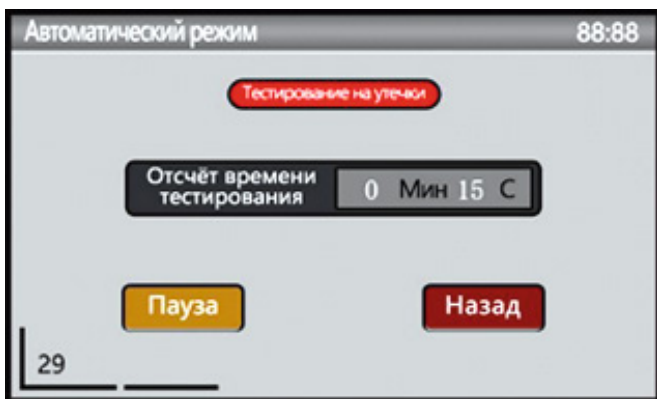 Автоматический режим 88:88
Тестирование на утечки
Отсчёт времени
тестирования
0 Мин 15 С
Пауза Назад
29